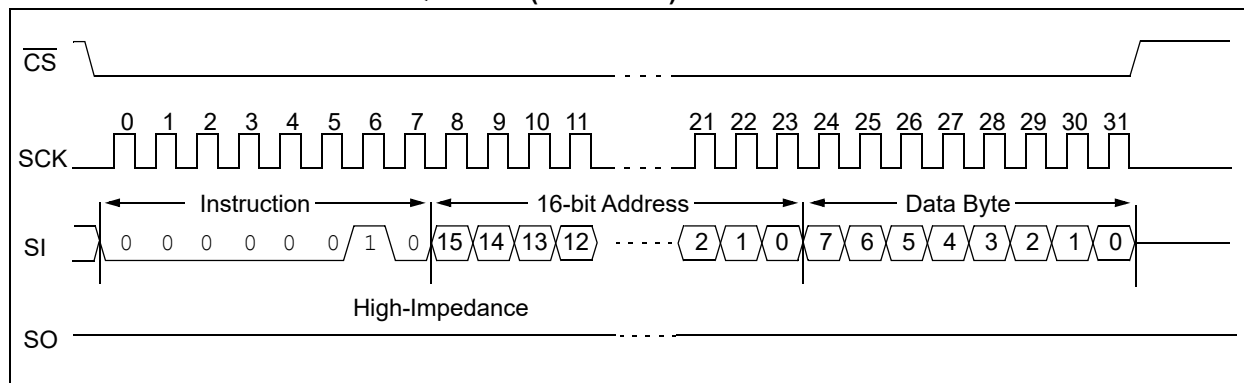 CS
0 1 2 3 4 5 6 7 8 9 10 11 21 22 23 24 25 26 27 28 29 30 31
SCK
Instruction 16-bit Address Data Byte
SI 0 0 0 0 0 0 1 0 15 14 13 12 2 1 0 7 6 5 4 3 2 1 0
High-Impedance
SO